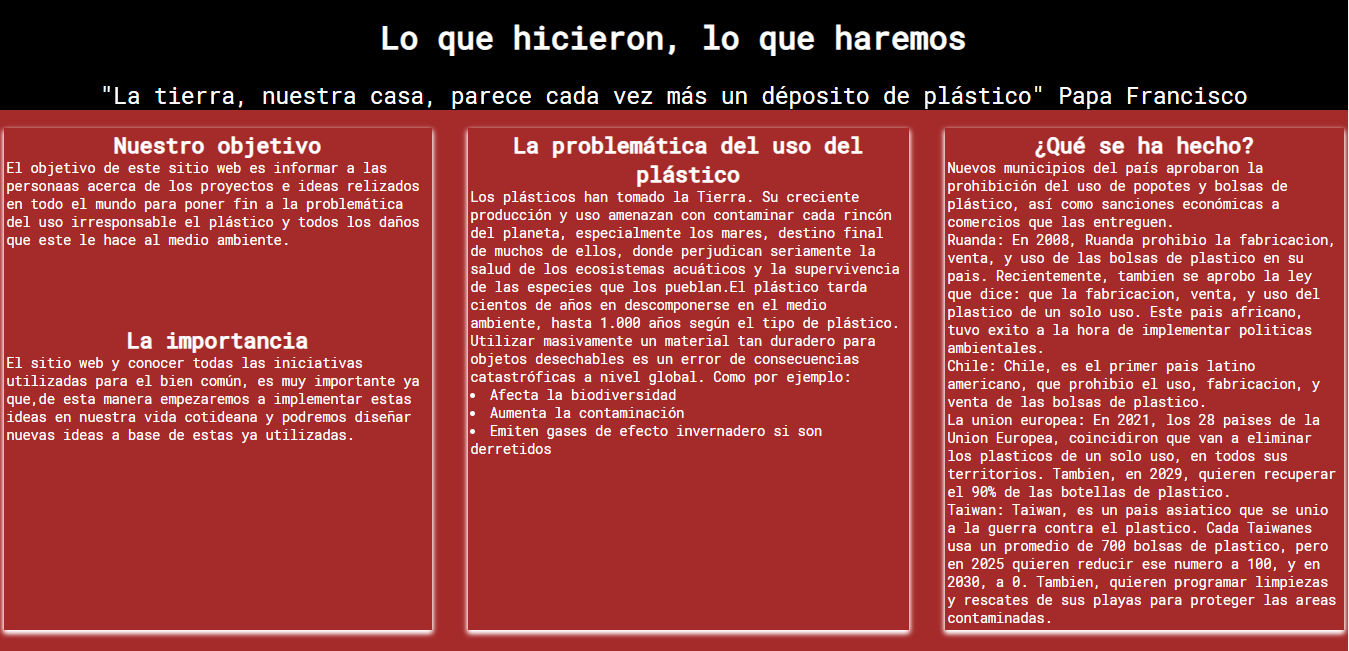 Lo que hicieron, lo que haremos
"La tierra, nuestra casa, parece cada vez más un déposito de plástico" Papa Francisco
Nuestro objetivo
El objetivo de este sitio web es informar a las
personaas acerca de los proyectos e ideas relizados
en todo el mundo para poner fin a la problemática
del uso irresponsable el plástico y todos los daños
que este le hace al medio ambiente.
La importancia
El sitio web y conocer todas las iniciativas
utilizadas para el bien común, es muy importante ya
que,de esta manera empezaremos a implementar estas
ideas en nuestra vida cotideana y podremos diseñar
nuevas ideas a base de estas ya utilizadas.
La problemática del uso del
plástico
Los plásticos han tomado la Tierra. Su creciente
producción y uso amenazan con contaminar cada rincón
del planeta, especialmente los mares, destino final
de muchos de ellos, donde perjudican seriamente la
salud de los ecosistemas acuáticos y la supervivencia
de las especies que los pueblan.El plástico tarda
cientos de años en descomponerse en el medio
ambiente, hasta 1.000 años según el tipo de plástico.
Utilizar masivamente un material tan duradero para
objetos desechables es un error de consecuencias
catastróficas a nivel global. Como por ejemplo:
• Afecta la biodiversidad
• Aumenta la contaminación
• Emiten gases de efecto invernadero si son
derretidos
¿Qué se ha hecho?
Nuevos municipios del país aprobaron la
prohibición del uso de popotes y bolsas de
plástico, así como sanciones económicas a
comercios que las entreguen.
Ruanda: En 2008, Ruanda prohibio la fabricacion,
venta, y uso de las bolsas de plastico en su
pais. Recientemente, tambien se aprobo la ley
que dice: que la fabricacion, venta, y uso del
plastico de un solo uso. Este pais africano,
tuvo exito a la hora de implementar politicas
ambientales.
Chile: Chile, es el primer pais latino
americano, que prohibio el uso, fabricacion, y
venta de las bolsas de plastico.
La union europea: En 2021, los 28 paises de la
Union Europea, coincidiron que van a eliminar
los plasticos de un solo uso, en todos sus
territorios. Tambien, en 2029, quieren recuperar
el 90% de las botellas de plastico.
Taiwan: Taiwan, es un pais asiatico que se unio
a la guerra contra el plastico. Cada Taiwanes
usa un promedio de 700 bolsas de plastico, pero
en 2025 quieren reducir ese numero a 100, y en
2030, a 0. Tambien, quieren programar limpiezas
y rescates de sus playas para proteger las areas
contaminadas.